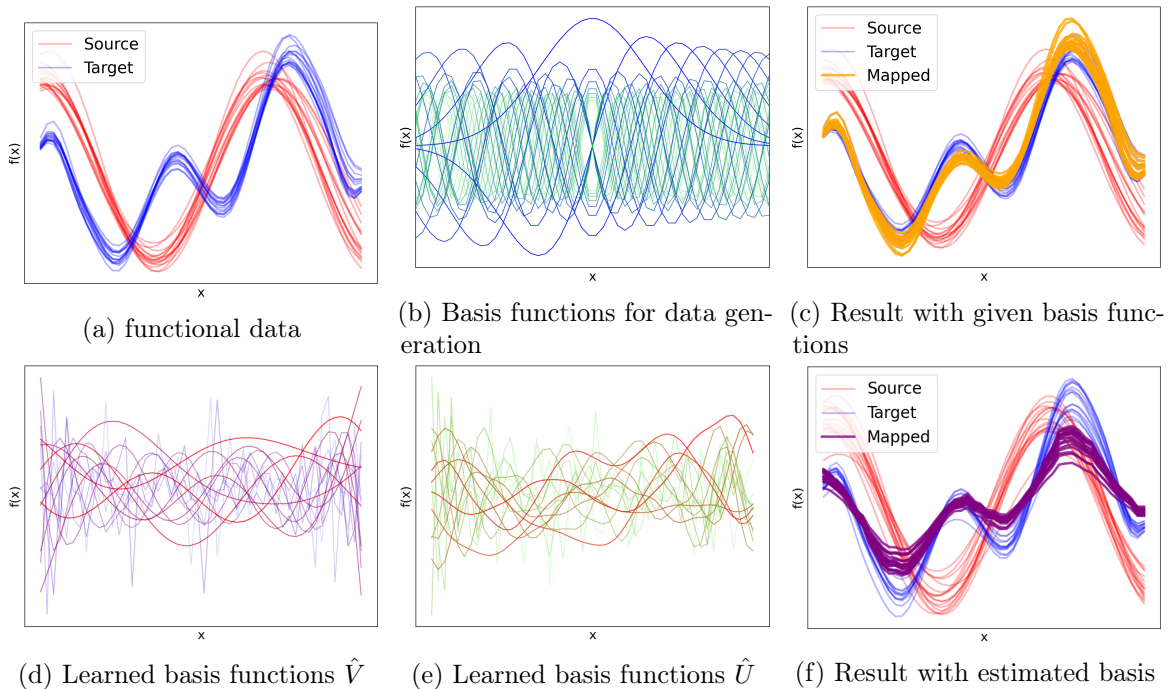 f(x)
Source
Target
x
(a) functional data
f(x)
x
(b) Basis functions for data gen-
eration
f(x)
Source
Target
Mapped
x
(c) Result with given basis func-
tions
f(x)
x
(d) Learned basis functions V̂
f(x)
x
(e) Learned basis functions Û
f(x)
Source
Target
Mapped
x
(f) Result with estimated basis